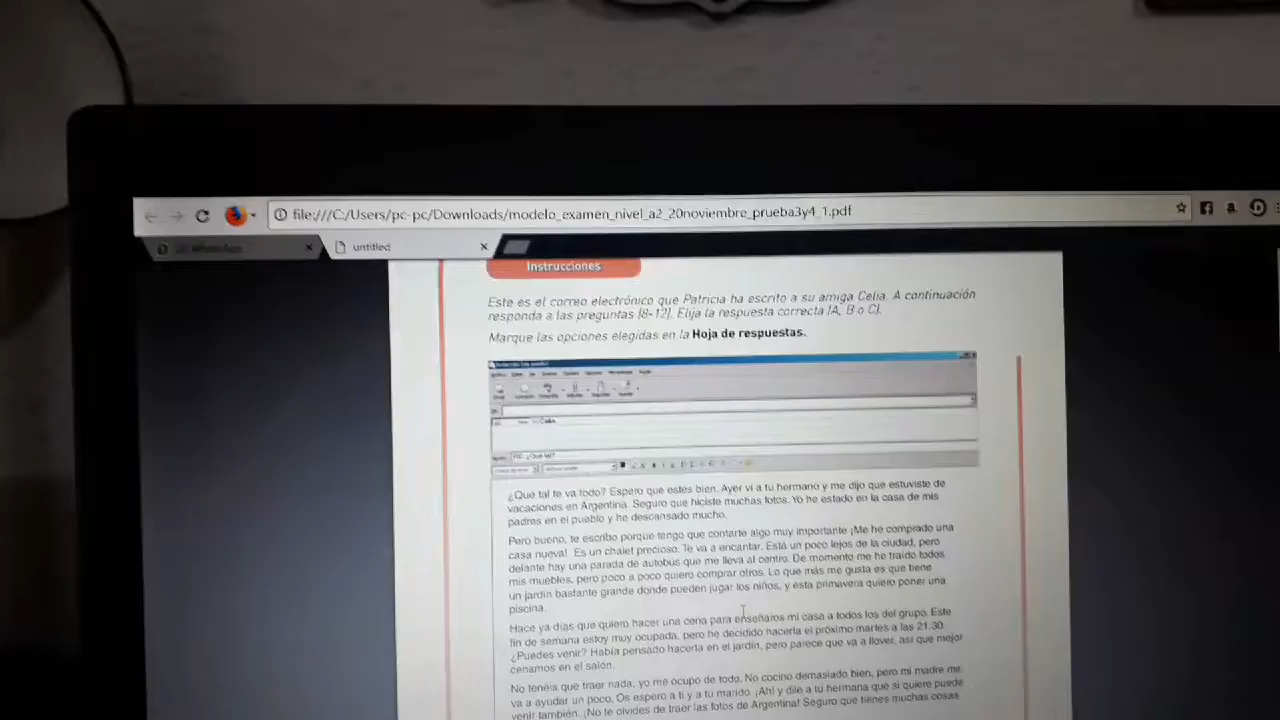 file:///C:/Users/pc-pc/Downloads/modelo_examen_nivel_a2_20noviembre_prueba3y4_1.pdf
WhatsApp
untitled
Instrucciones
Este es el correo electrónico que Patricia ha escrito a su amiga Celia. A continuación
responda a las preguntas (8-12). Elija la respuesta correcta (A, B o C).
Marque las opciones elegidas en la Hoja de respuestas.
Celia
RE: ¿Qué tal?
¿Qué tal te va todo? Espero que estés bien. Ayer vi a tu hermano y me dijo que estuviste de
vacaciones en Argentina. Seguro que hiciste muchas fotos. Yo he estado en la casa de mis
padres en el pueblo y he descansado mucho.
Pero bueno, te escribo porque tengo que contarte algo muy importante ¡Me he comprado una
casa nueva! Es un chalet precioso. Te va a encantar. Está un poco lejos de la ciudad, pero
delante hay una parada de autobús que me lleva al centro. De momento me he traído todos
mis muebles, pero poco a poco quiero comprar otros. Lo que más me gusta es que tiene
un jardín bastante grande donde pueden jugar los niños, y esta primavera quiero poner una
piscina.
Hace ya días que quiero hacer una cena para enseñaros mi casa a todos los del grupo. Este
fin de semana estoy muy ocupada, pero he decidido hacerla el próximo martes a las 21:30.
¿Puedes venir? Había pensado hacerla en el jardín, pero parece que va a llover, así que mejor
cenamos en el salón.
No tenéis que traer nada, yo me ocupo de todo. No cocino demasiado bien, pero mi madre me
va a ayudar un poco. Os espero a ti y a tu marido. ¡Ah! y dile a tu hermana que si quiere puede
venir también. ¡No te olvides de traer las fotos de Argentina! Seguro que tienes muchas cosas